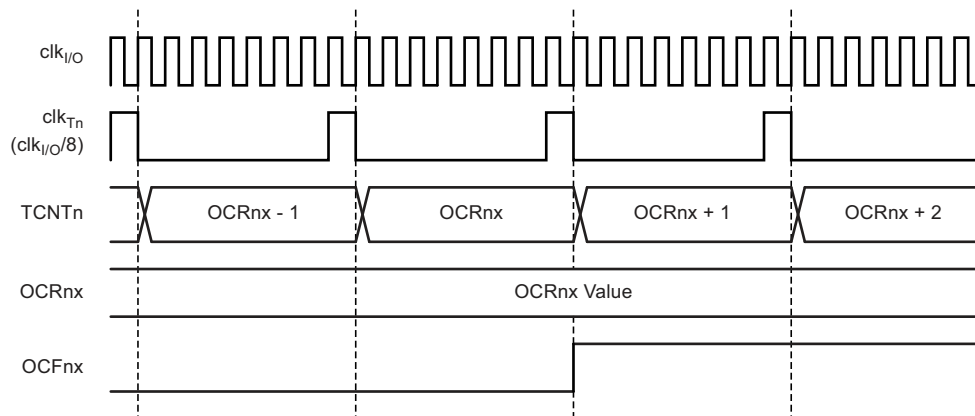 clkI/O
clkTn
(clkI/O/8)
TCNTn
OCRnx - 1
OCRnx
OCRnx + 1
OCRnx + 2
OCRnx
OCRnx Value
OCFnx